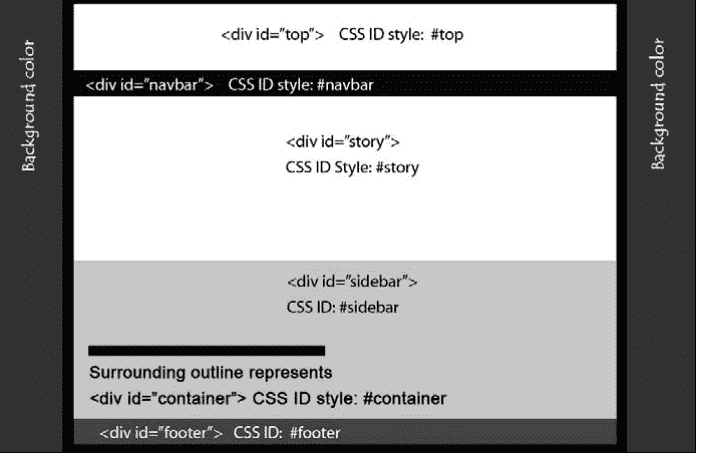 <div id="top"> CSS ID style: #top
Background color
Background color
<div id="navbar"> CSS ID style: #navbar
<div id="story">
CSS ID Style: #story
<div id="sidebar">
CSS ID: #sidebar
Surrounding outline represents
<div id="container"> CSS ID style: #container
<div id="footer"> CSS ID: #footer